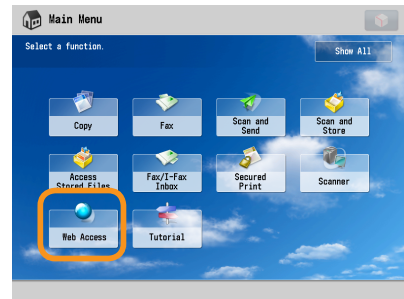 Main Menu
Select a function.
Show All
Copy
Fax
Scan and
Send
Scan and
Store
Access
Stored Files
Fax/I-Fax
Inbox
Secured
Print
Scanner
Web Access
Tutorial